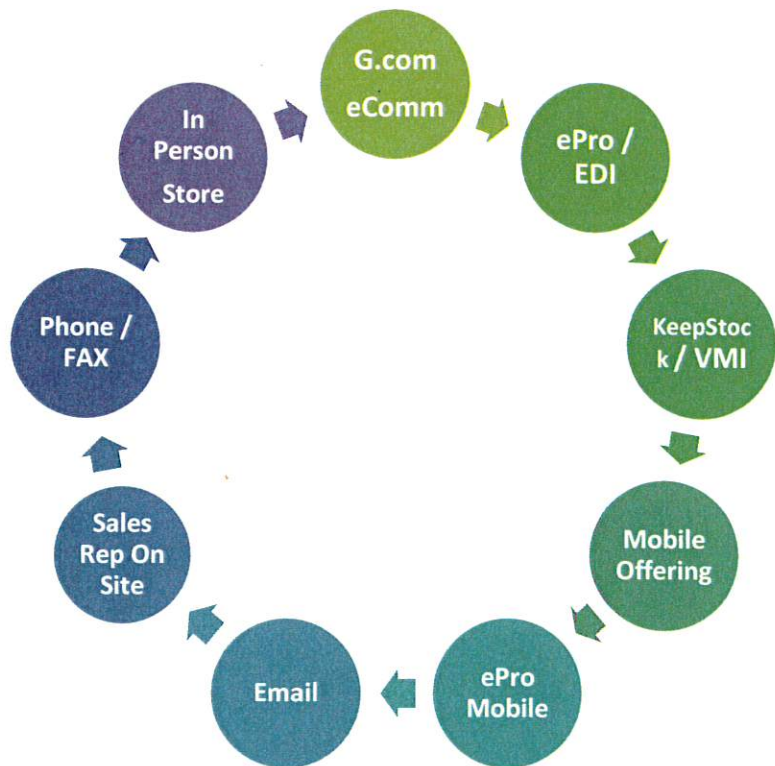 G.com
eComm
ePro /
EDI
KeepStoc
k / VMI
Mobile
Offering
ePro
Mobile
Email
Sales
Rep On
Site
Phone /
FAX
In
Person
Store